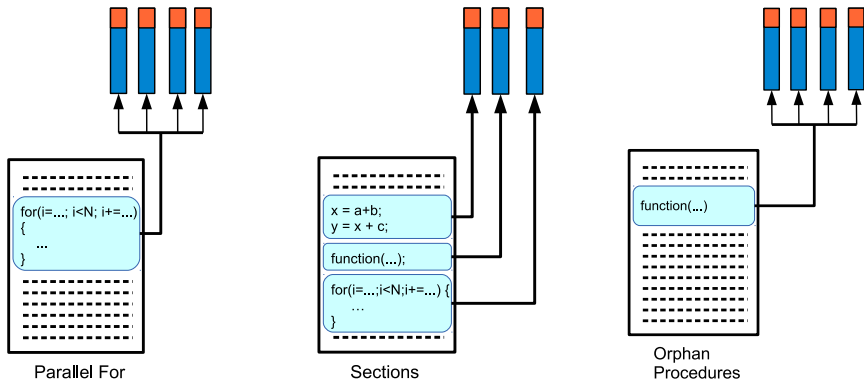 for(i=...; i<N; i+=...)
{
...
}
Parallel For
x = a+b;
y = x + c;
function(...);
for(i=...;i<N;i+=...) {
...
}
Sections
function(...)
Orphan
Procedures